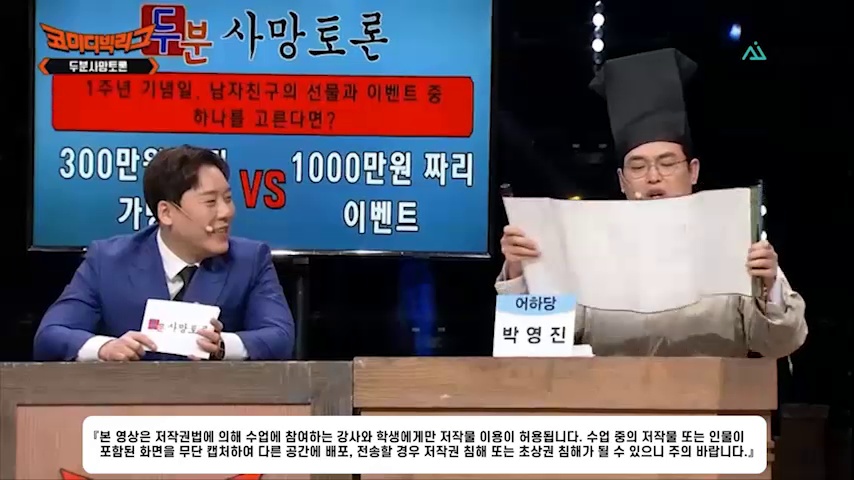 코미디빅리그
두분사망토론
두분 사망토론
1주년 기념일, 남자친구의 선물과 이벤트 중
하나를 고른다면?
300만원
가
VS
1000만원 짜리
이벤트
두분 사망토론
어하당
박영진
『본 영상은 저작권법에 의해 수업에 참여하는 강사와 학생에게만 저작물 이용이 허용됩니다. 수업 중의 저작물 또는 인물이
포함된 화면을 무단 캡처하여 다른 공간에 배포, 전송할 경우 저작권 침해 또는 초상권 침해가 될 수 있으니 주의 바랍니다.』